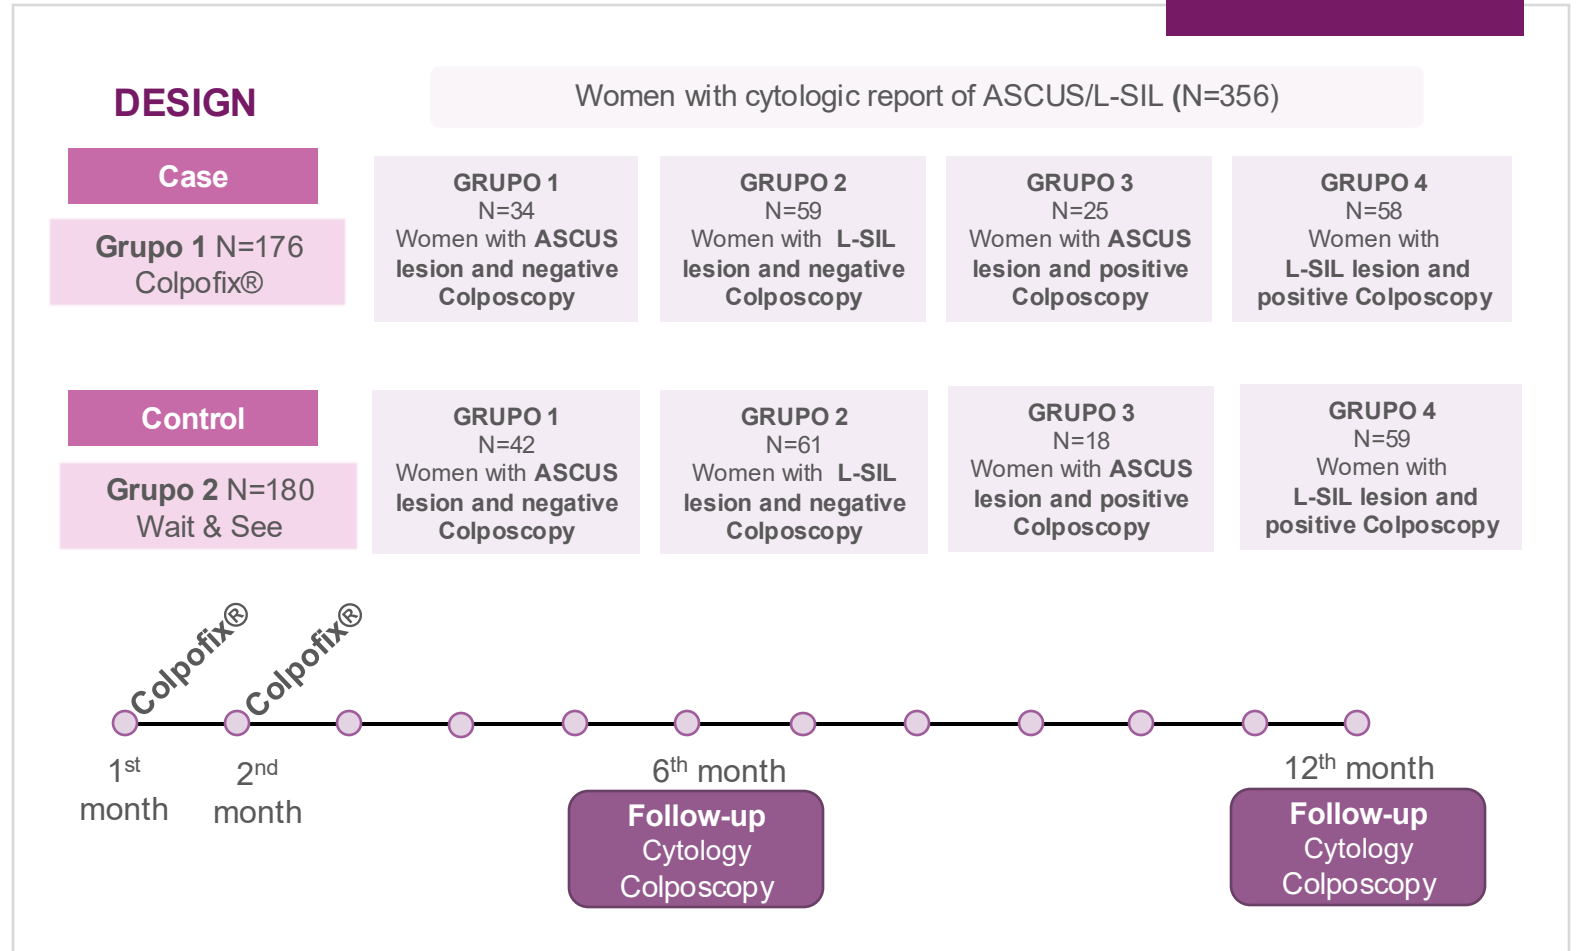 DESIGN
Women with cytologic report of ASCUS/L-SIL (N=356)
Case
Grupo 1 N=176
Colpofix®
GRUPO 1
N=34
Women with ASCUS
lesion and negative
Colposcopy
GRUPO 2
N=59
Women with L-SIL
lesion and negative
Colposcopy
GRUPO 3
N=25
Women with ASCUS
lesion and positive
Colposcopy
GRUPO 4
N=58
Women with
L-SIL lesion and
positive Colposcopy
Control
Grupo 2 N=180
Wait & See
GRUPO 1
N=42
Women with ASCUS
lesion and negative
Colposcopy
GRUPO 2
N=61
Women with L-SIL
lesion and negative
Colposcopy
GRUPO 3
N=18
Women with ASCUS
lesion and positive
Colposcopy
GRUPO 4
N=59
Women with
L-SIL lesion and
positive Colposcopy
Colpofix®
Colpofix®
1st
month
2nd
month
6th month
Follow-up
Cytology
Colposcopy
12th month
Follow-up
Cytology
Colposcopy